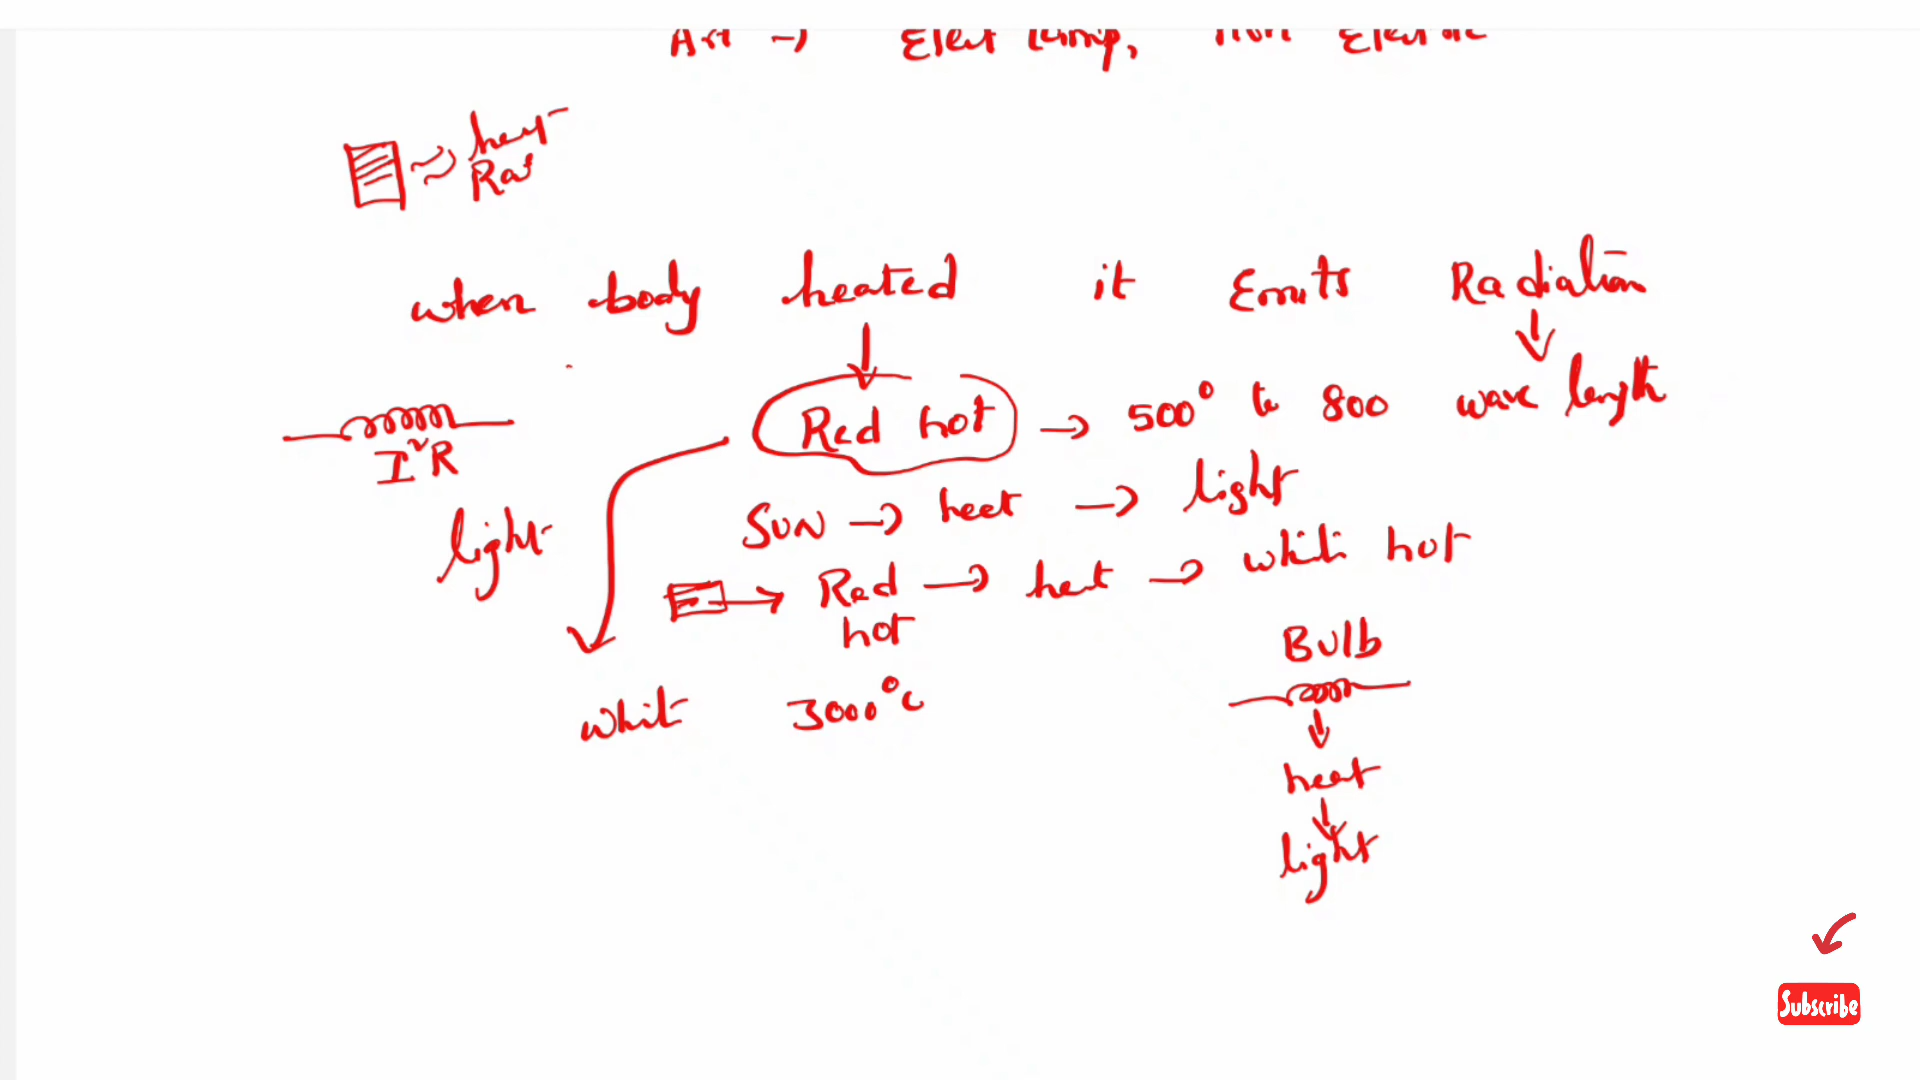 Elect lamp,
heat
Rad
when body heated it Emits Radiation
Red hot → 500° to 800 wave length
I²R
SUN → heat → light
light
→ Red hot → heat → white hot
Bulb
whit 3000°C
heat
light
Subscribe